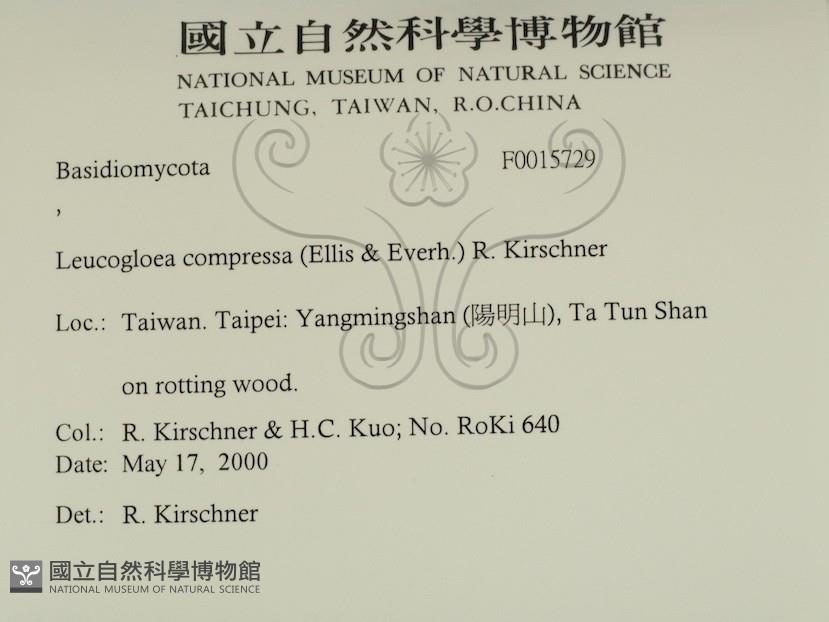 國立自然科學博物館
NATIONAL MUSEUM OF NATURAL SCIENCE
TAICHUNG, TAIWAN, R.O.CHINA
Basidiomycota F0015729
,
Leucogloea compressa (Ellis & Everh.) R. Kirschner
Loc.: Taiwan. Taipei: Yangmingshan (陽明山), Ta Tun Shan
on rotting wood.
Col.: R. Kirschner & H.C. Kuo; No. RoKi 640
Date: May 17, 2000
Det.: R. Kirschner
國立自然科學博物館
NATIONAL MUSEUM OF NATURAL SCIENCE